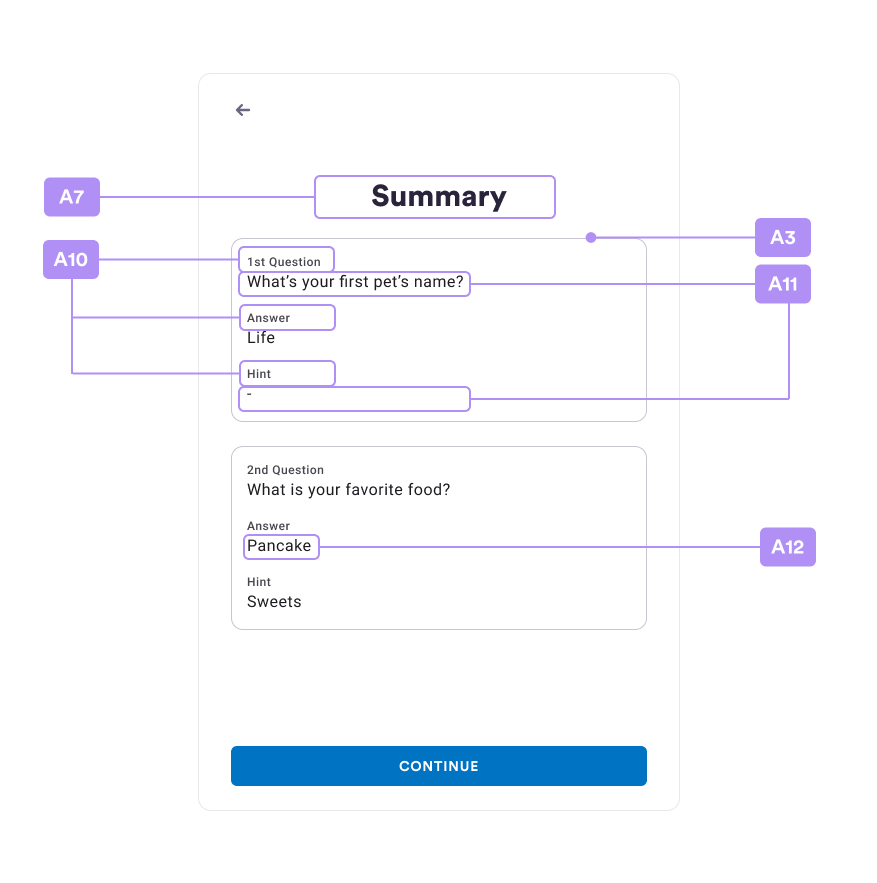 A7
Summary
A3
A10
1st Question
What's your first pet's name?
A11
Answer
Life
Hint
-
2nd Question
What is your favorite food?
Answer
Pancake
A12
Hint
Sweets
CONTINUE